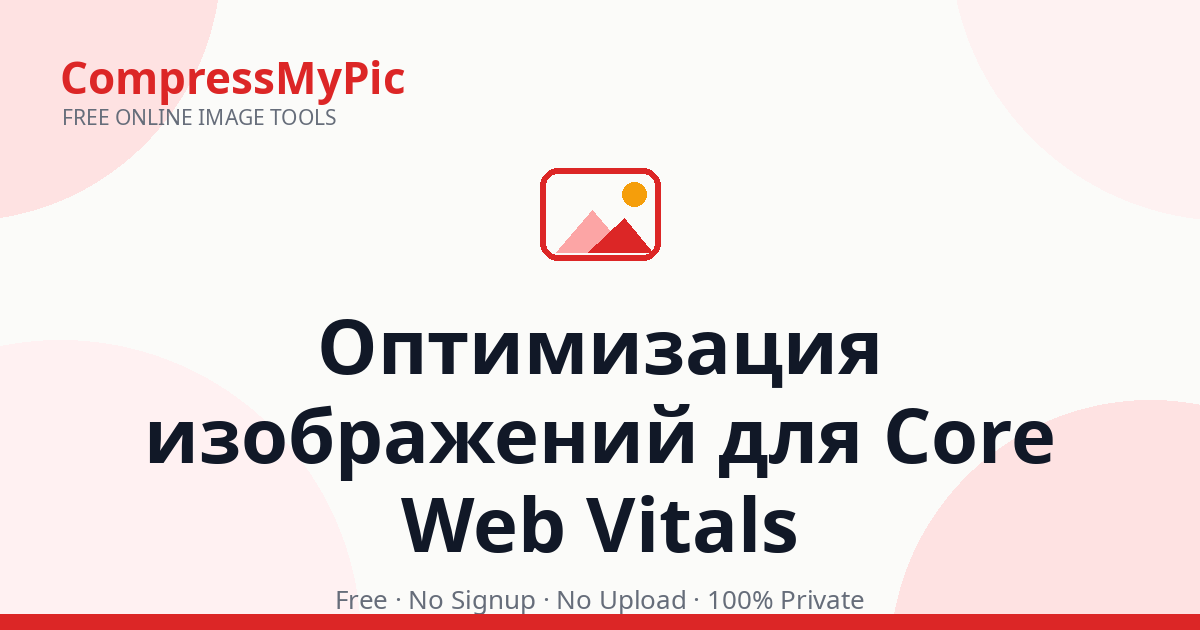 CompressMyPic
FREE ONLINE IMAGE TOOLS
Оптимизация
изображений для Core
Web Vitals
Free · No Signup · No Upload · 100% Private